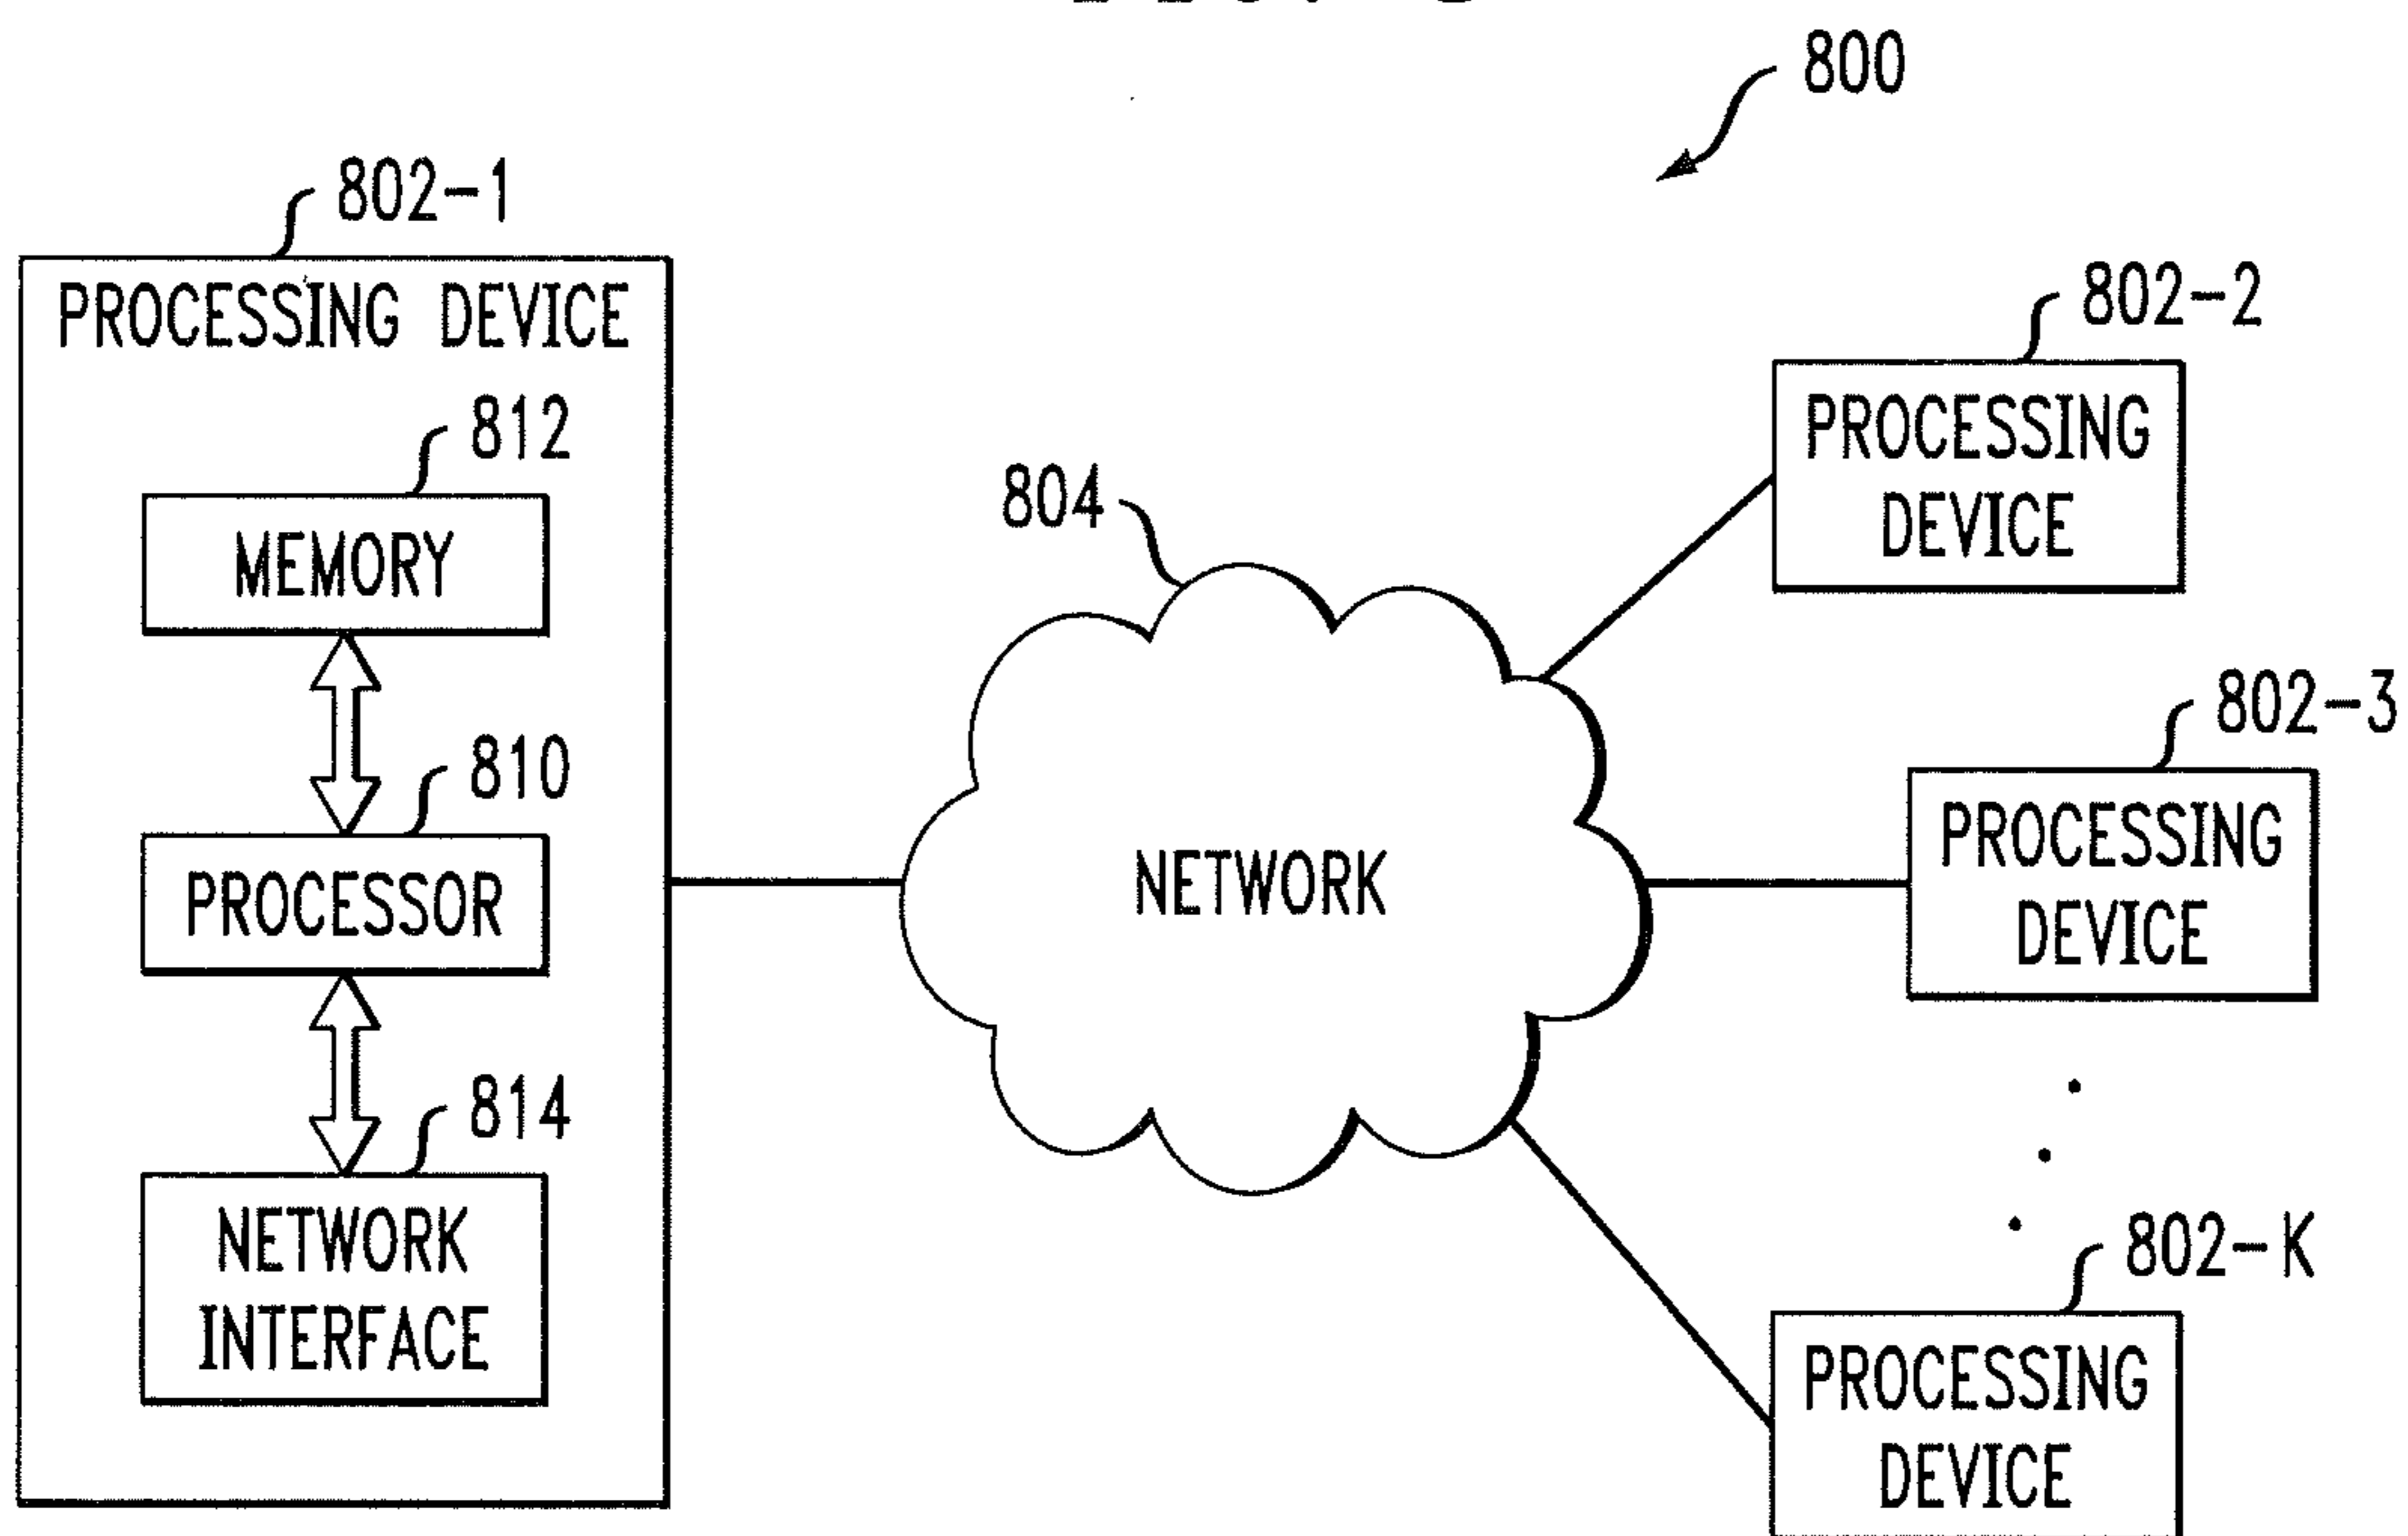 800
802-1
PROCESSING DEVICE
812
MEMORY
810
PROCESSOR
814
NETWORK
INTERFACE
804
NETWORK
802-2
PROCESSING
DEVICE
802-3
PROCESSING
DEVICE
802-K
PROCESSING
DEVICE